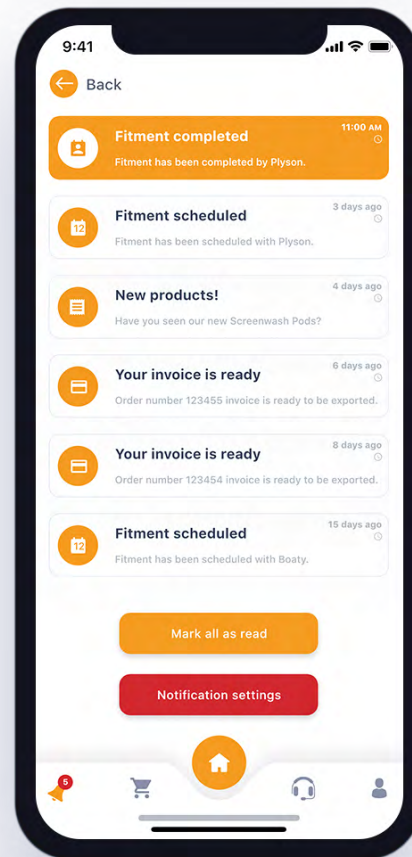 9:41
Back
11:00 AM
Fitment completed
Fitment has been completed by Plyson.
3 days ago
Fitment scheduled
12
Fitment has been scheduled with Plyson.
4 days ago
New products!
Have you seen our new Screenwash Pods?
6 days ago
Your invoice is ready
Order number 123455 invoice is ready to be exported.
8 days ago
Your invoice is ready
Order number 123454 invoice is ready to be exported.
15 days ago
Fitment scheduled
12
Fitment has been scheduled with Boaty.
Mark all as read
Notification settings
5